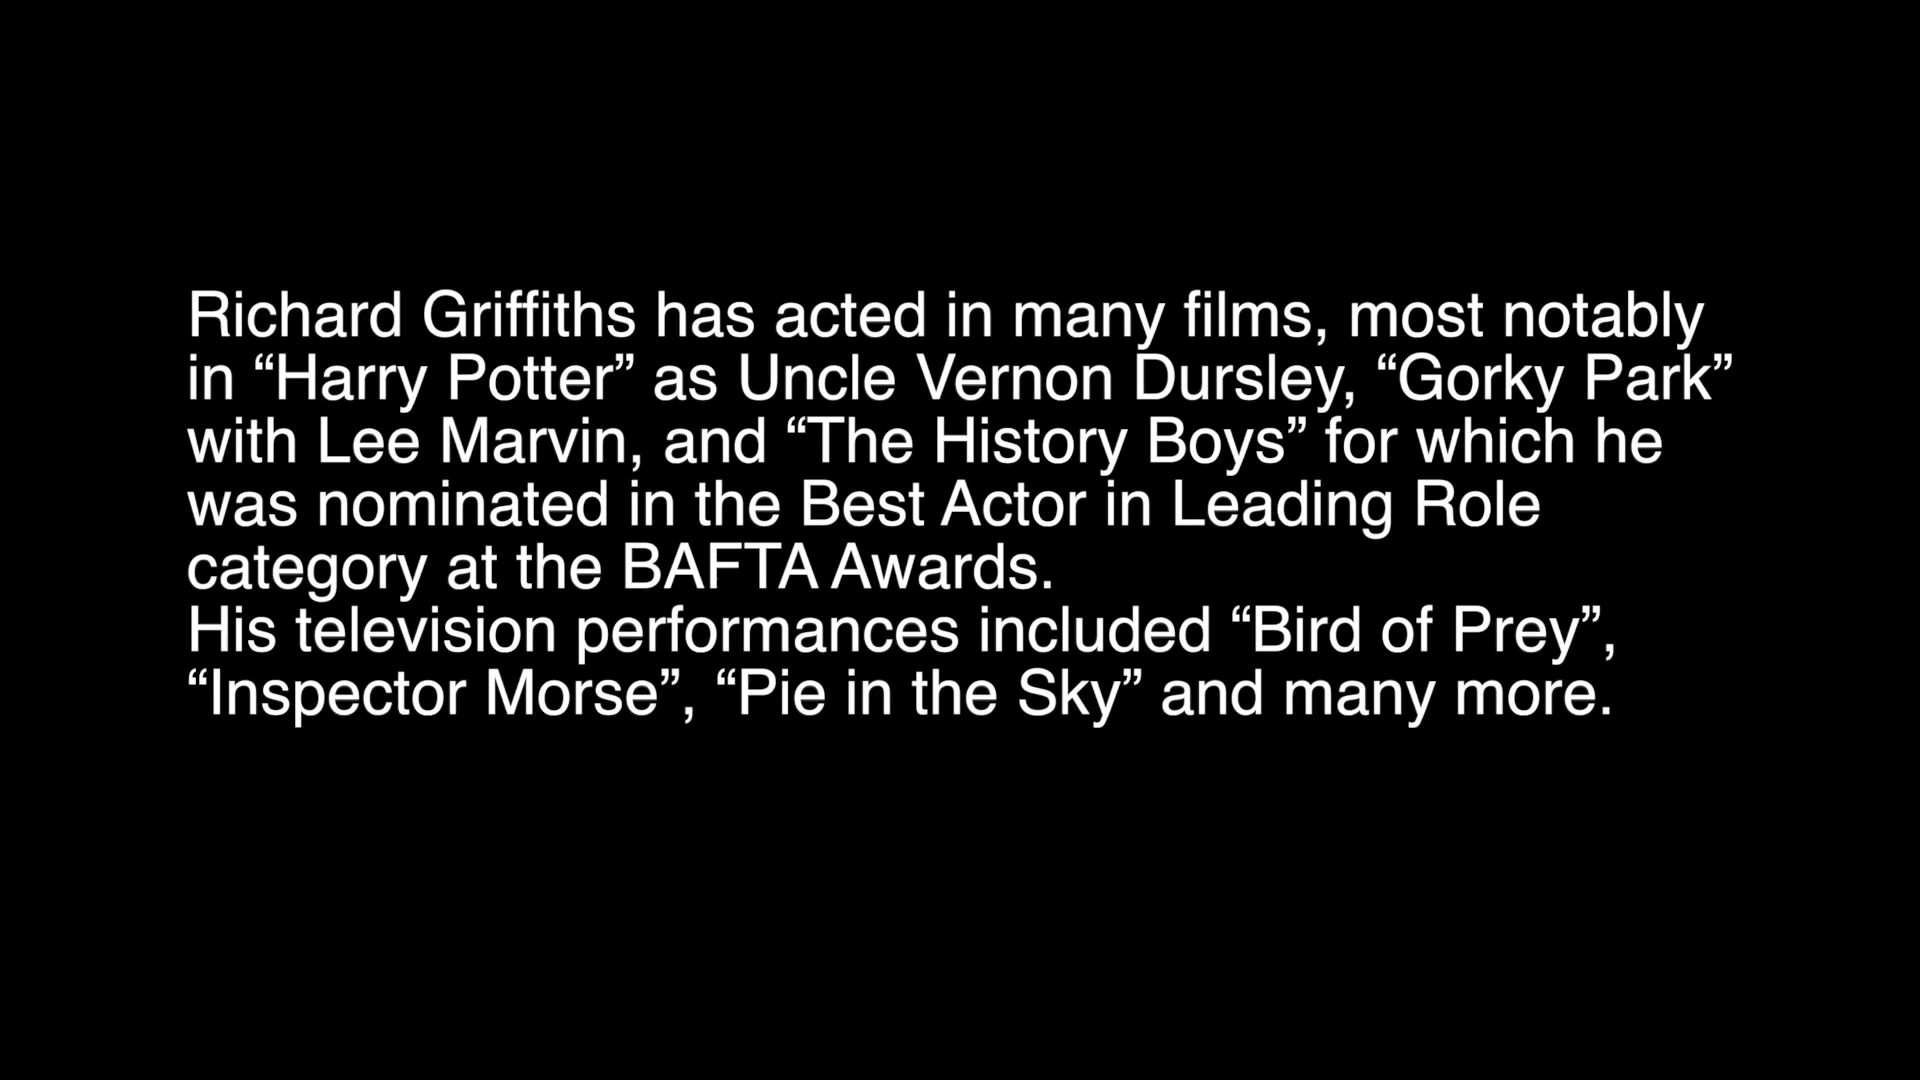 Richard Griffiths has acted in many films, most notably
in “Harry Potter” as Uncle Vernon Dursley, “Gorky Park”
with Lee Marvin, and “The History Boys” for which he
was nominated in the Best Actor in Leading Role
category at the BAFTA Awards.
His television performances included “Bird of Prey”,
“Inspector Morse”, “Pie in the Sky” and many more.